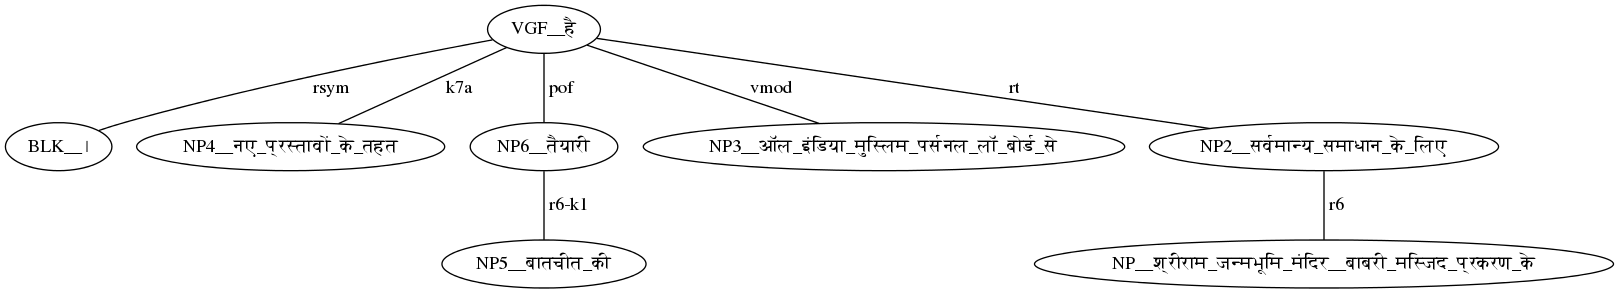 VGF__है
rsym k7a pof vmod rt
BLK__। NP4__नए_प्रस्तावों_के_तहत NP6__तैयारी NP3__ऑल_इंडिया_मुस्लिम_पर्सनल_लॉ_बोर्ड_से NP2__सर्वमान्य_समाधान_के_लिए
r6-k1 r6
NP5__बातचीत_की NP__श्रीराम_जन्मभूमि_मंदिर__बाबरी_मस्जिद_प्रकरण_के